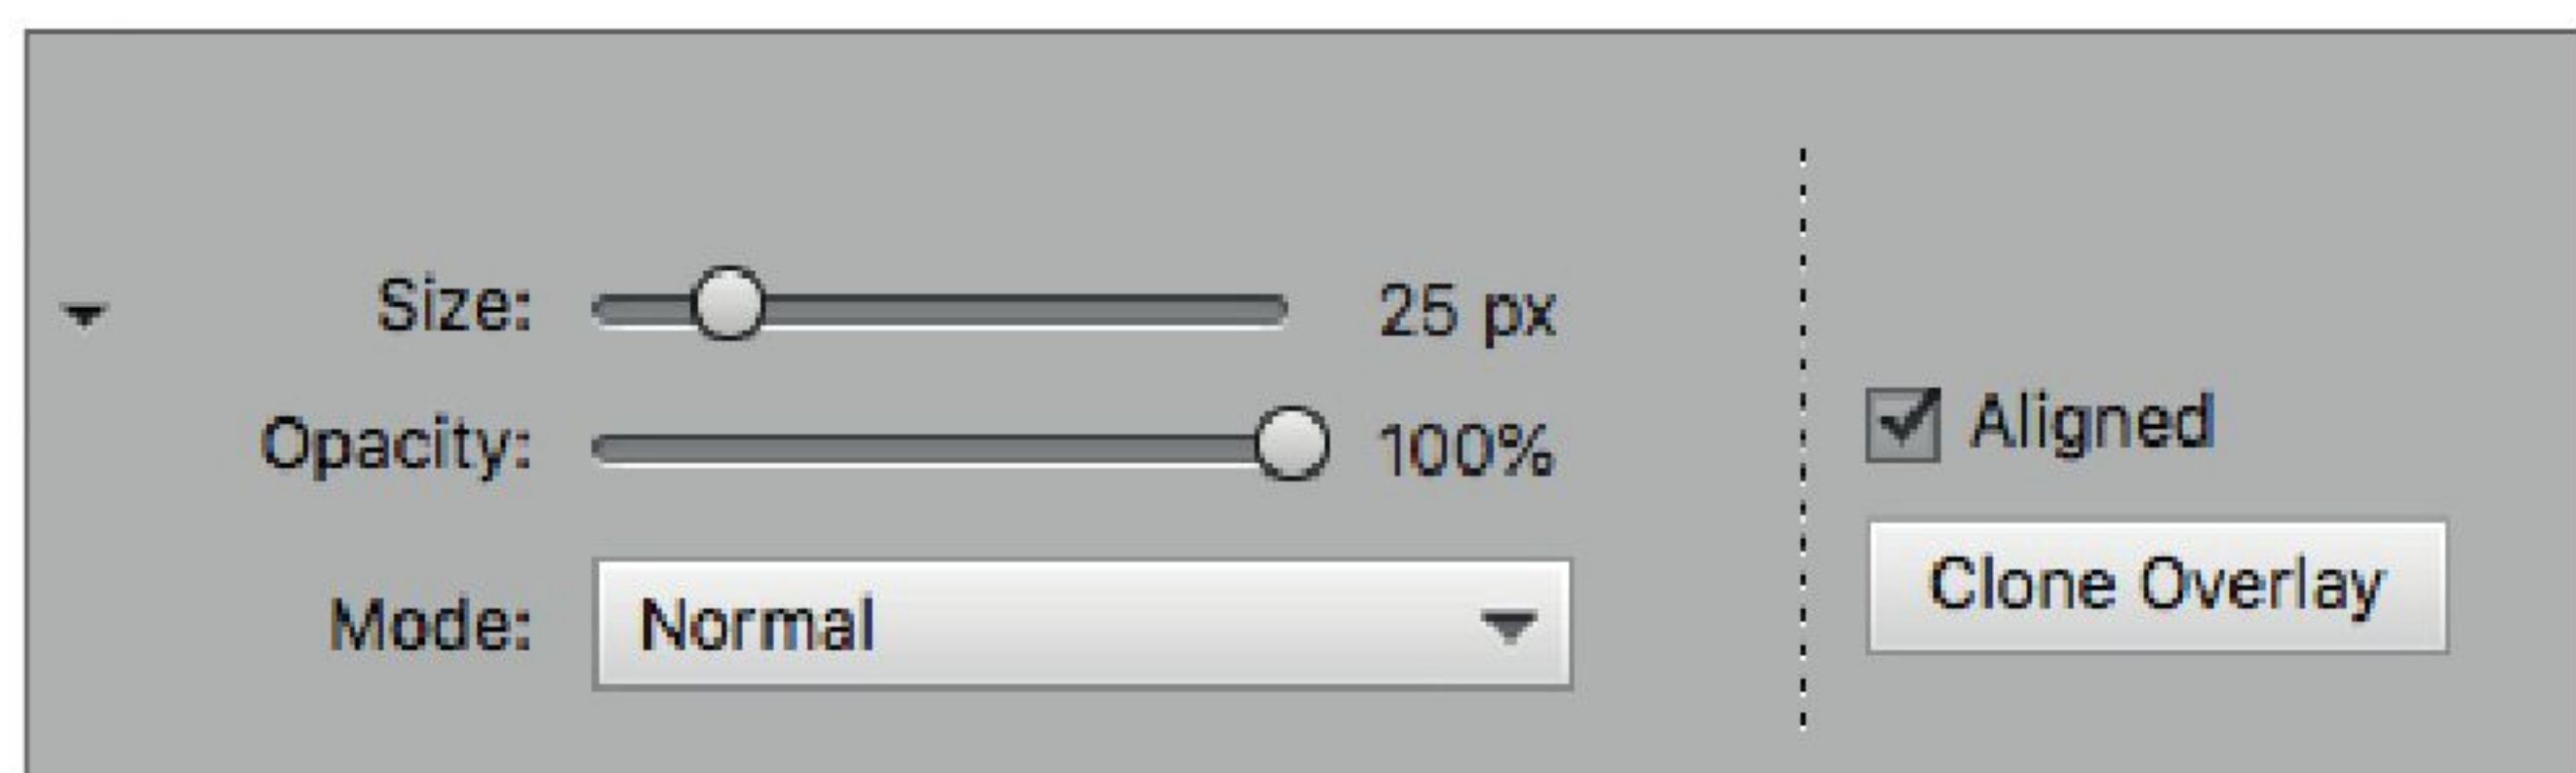 Size: 25 px
Opacity: 100%
Aligned
Mode: Normal
Clone Overlay